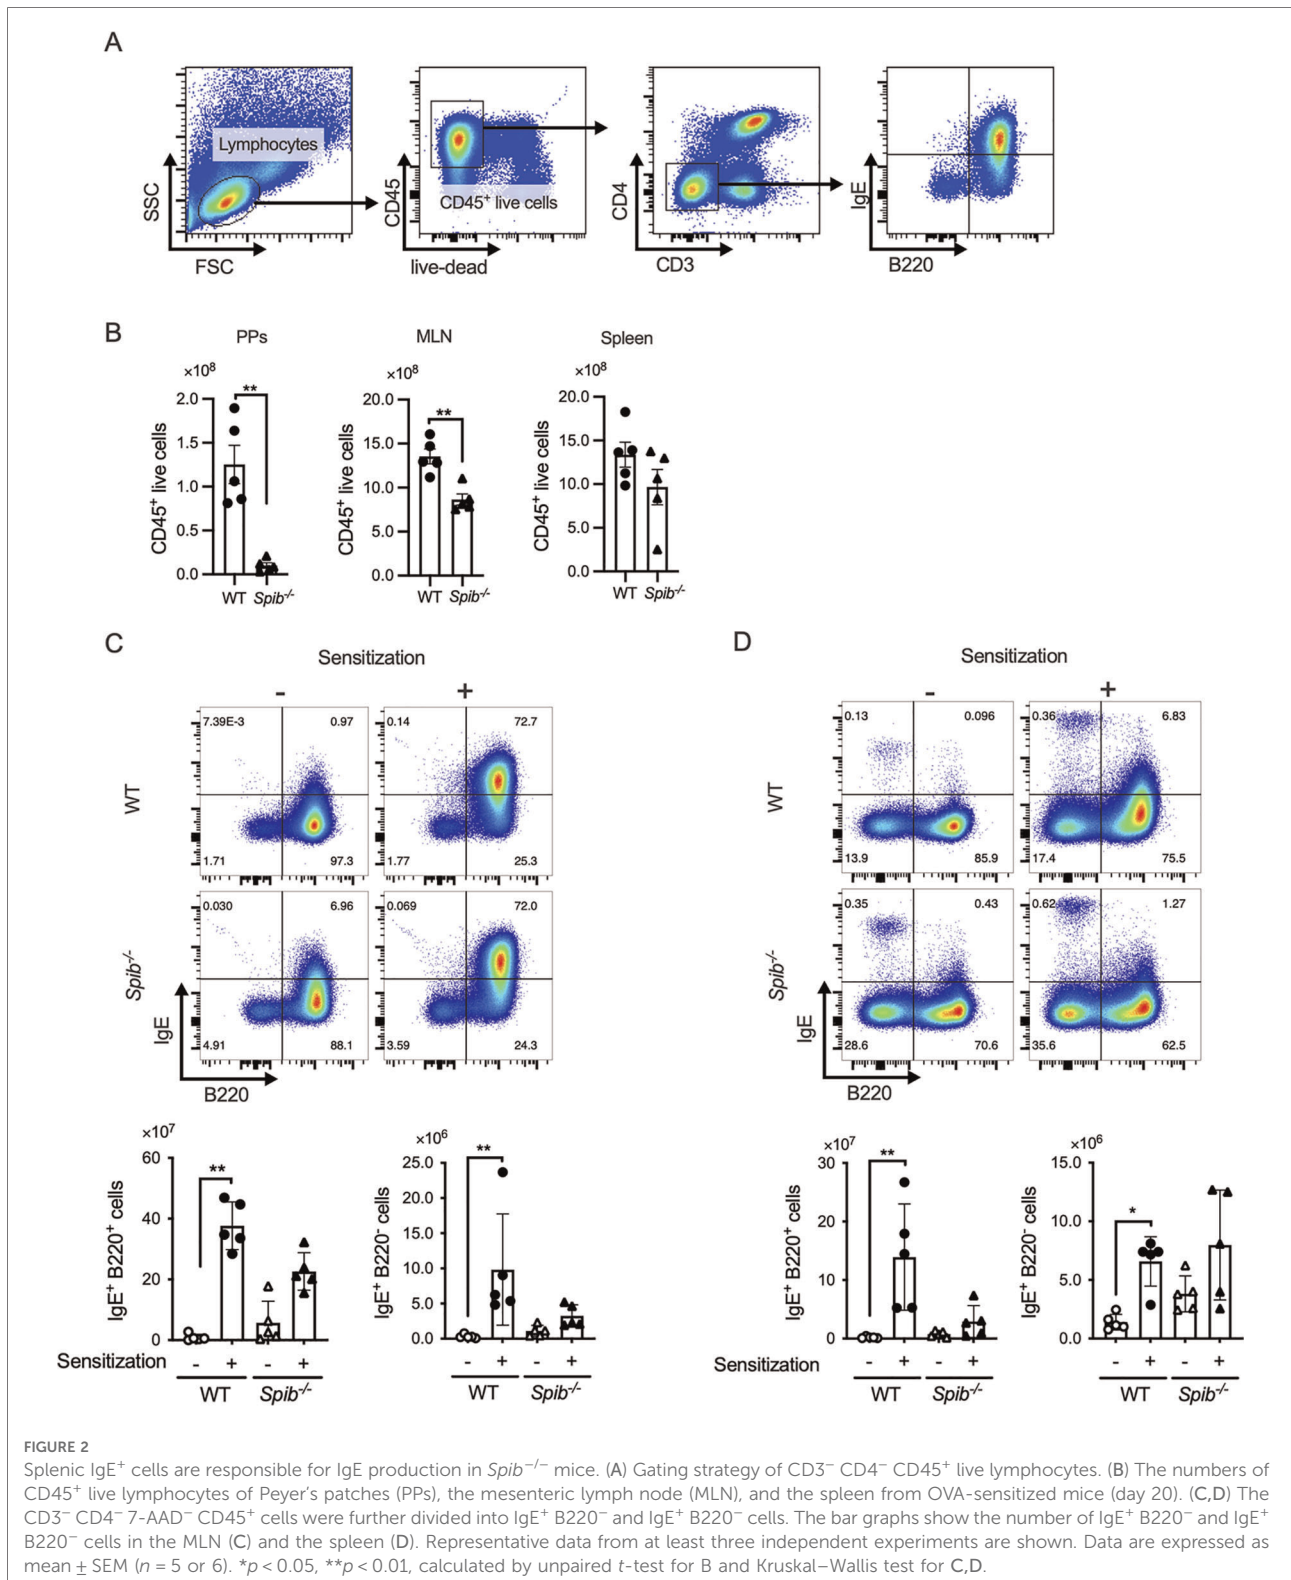 A
Lymphocytes
SSC
FSC
CD45
CD45⁺ live cells
live-dead
CD4
CD3
IgE
B220
B
PPs
×10⁸
CD45⁺ live cells
2.0
1.5
1.0
0.5
0.0
**
WT Spib⁻/⁻
MLN
×10⁸
CD45⁺ live cells
20.0
15.0
10.0
5.0
0.0
**
WT Spib⁻/⁻
Spleen
×10⁸
CD45⁺ live cells
20.0
15.0
10.0
5.0
0.0
WT Spib⁻/⁻
C
Sensitization
- +
WT
7.39E-3 0.97
1.71 97.3
0.14 72.7
1.77 25.3
Spib⁻/⁻
0.030 6.96
4.91 88.1
0.069 72.0
3.59 24.3
IgE
B220
×10⁷
IgE⁺ B220⁺ cells
60
40
20
0
**
Sensitization - + - +
WT Spib⁻/⁻
×10⁶
IgE⁺ B220⁻ cells
25.0
20.0
15.0
10.0
5.0
0.0
**
- + - +
WT Spib⁻/⁻
D
Sensitization
- +
WT
0.13 0.096
13.9 85.9
0.36 6.83
17.4 75.5
Spib⁻/⁻
0.35 0.43
28.6 70.6
0.62 1.27
35.6 62.5
IgE
B220
×10⁷
IgE⁺ B220⁺ cells
30
20
10
0
**
Sensitization - + - +
WT Spib⁻/⁻
×10⁶
IgE⁺ B220⁻ cells
15.0
10.0
5.0
0.0
*
- + - +
WT Spib⁻/⁻
FIGURE 2
Splenic IgE⁺ cells are responsible for IgE production in Spib⁻/⁻ mice. (A) Gating strategy of CD3⁻ CD4⁻ CD45⁺ live lymphocytes. (B) The numbers of
CD45⁺ live lymphocytes of Peyer's patches (PPs), the mesenteric lymph node (MLN), and the spleen from OVA-sensitized mice (day 20). (C,D) The
CD3⁻ CD4⁻ 7-AAD⁻ CD45⁺ cells were further divided into IgE⁺ B220⁻ and IgE⁺ B220⁻ cells. The bar graphs show the number of IgE⁺ B220⁻ and IgE⁺
B220⁻ cells in the MLN (C) and the spleen (D). Representative data from at least three independent experiments are shown. Data are expressed as
mean ± SEM (n = 5 or 6). *p < 0.05, **p < 0.01, calculated by unpaired t-test for B and Kruskal–Wallis test for C,D.